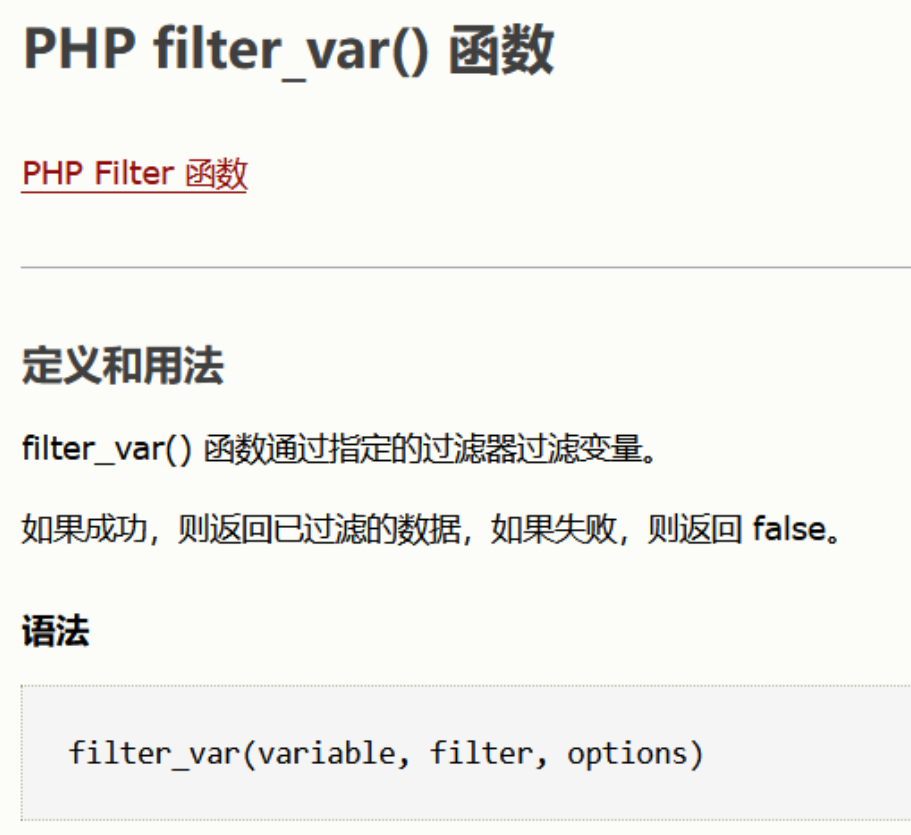 PHP filter_var() 函数
PHP Filter 函数
定义和用法
filter_var() 函数通过指定的过滤器过滤变量。
如果成功，则返回已过滤的数据，如果失败，则返回 false。
语法
filter_var(variable, filter, options)